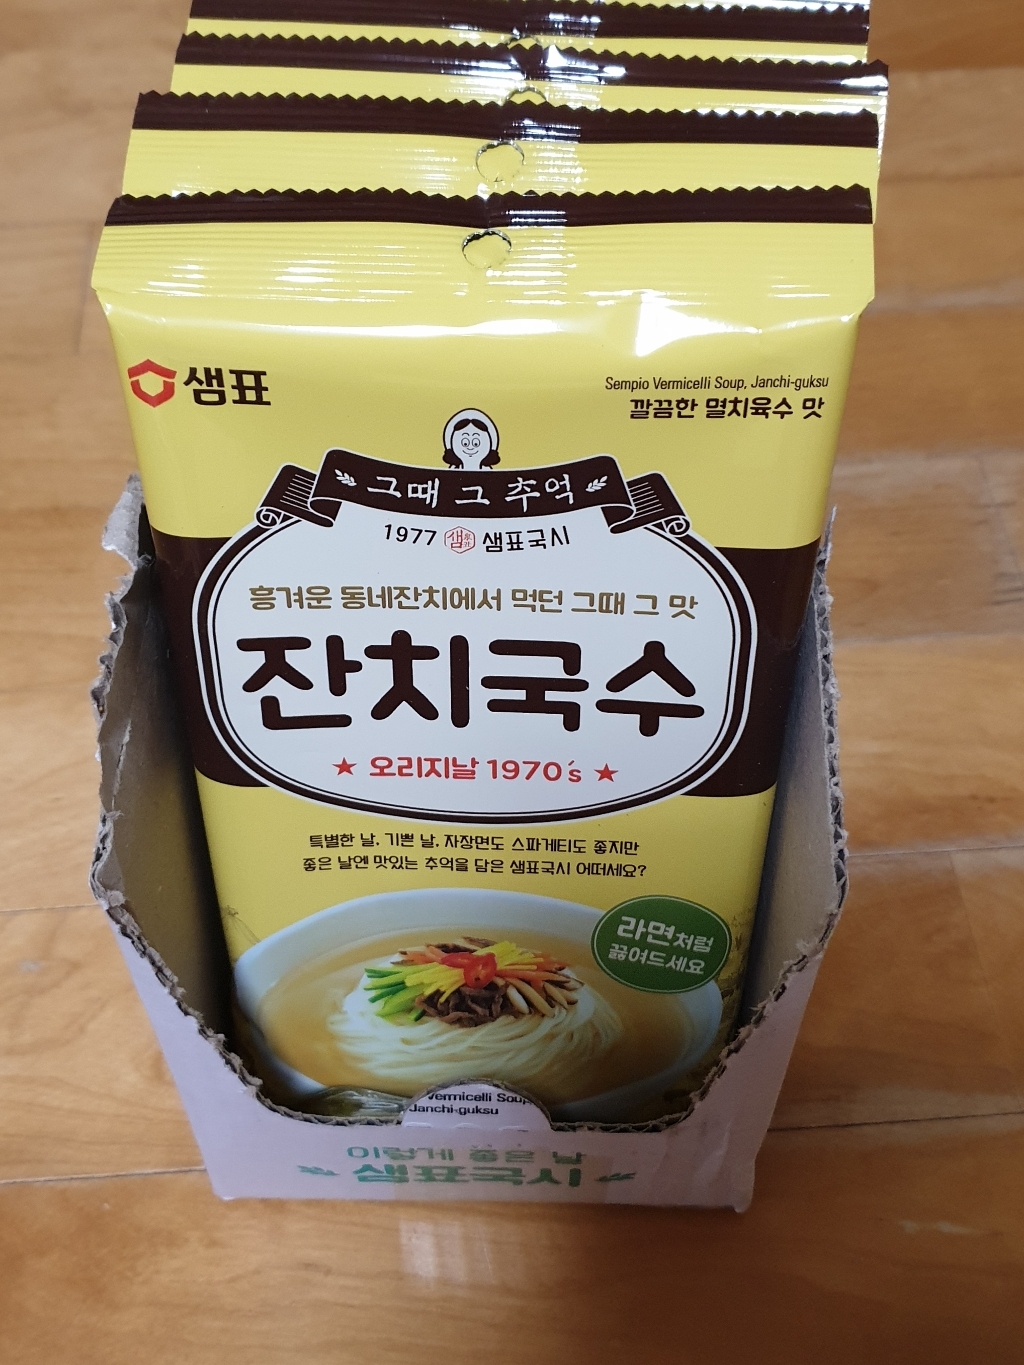 샘표
Sempio Vermicelli Soup, Janchi-guksu
깔끔한 멸치육수 맛
그때 그 추억
1977 샘표 샘표국시
흥겨운 동네잔치에서 먹던 그때 그 맛
잔치국수
★ 오리지날 1970's ★
특별한 날, 기쁜 날, 자장면도 스파게티도 좋지만
좋은 날엔 맛있는 추억을 담은 샘표국시 어떠세요?
라면처럼
끓여드세요
Vermicelli Soup,
Janchi-guksu
이렇게 좋은 날
샘표국시